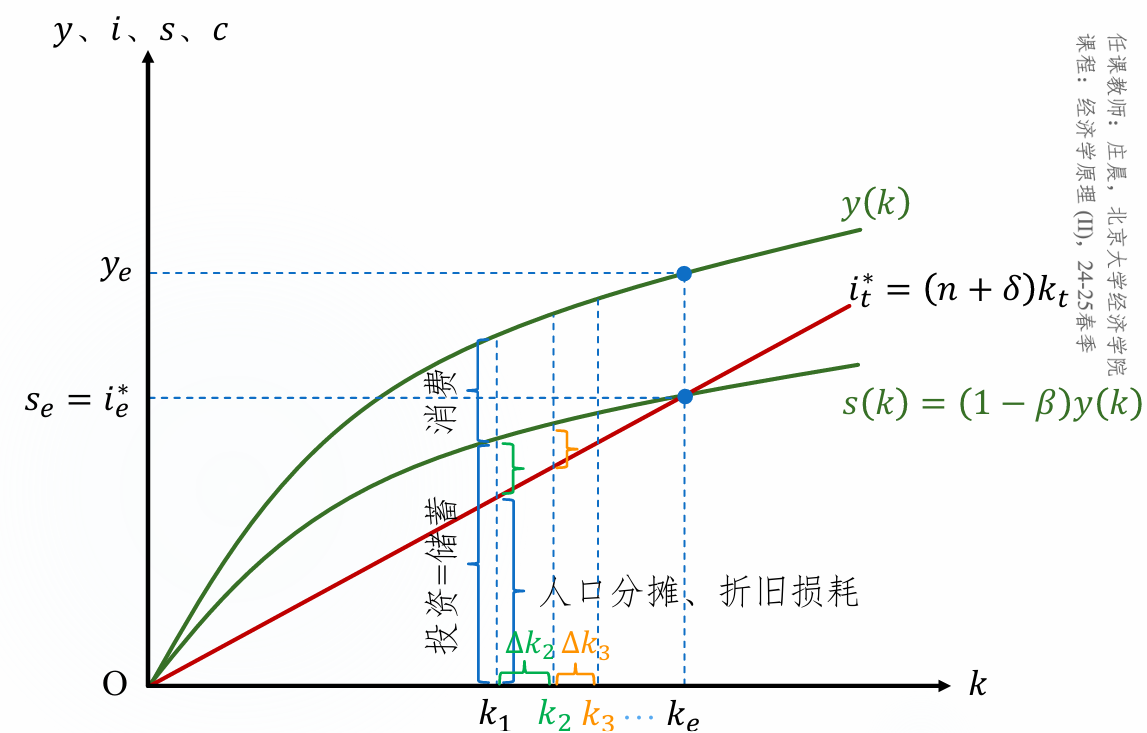 y、i、s、c
任课教师：庄晨，北京大学经济学院
课程：经济学原理 (II)，24-25春季
y(k)
y_e
i_t^* = (n + δ)k_t
s_e = i_e^*
s(k) = (1 − β)y(k)
消费
投资=储蓄
人口分摊、折旧损耗
Δk_2 Δk_3
O
k
k_1 k_2 k_3 … k_e